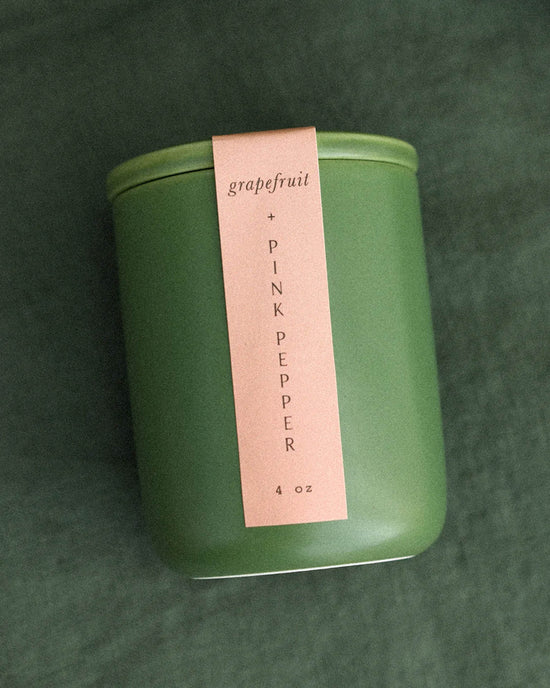 grapefruit
+
PINK PEPPER
4 oz